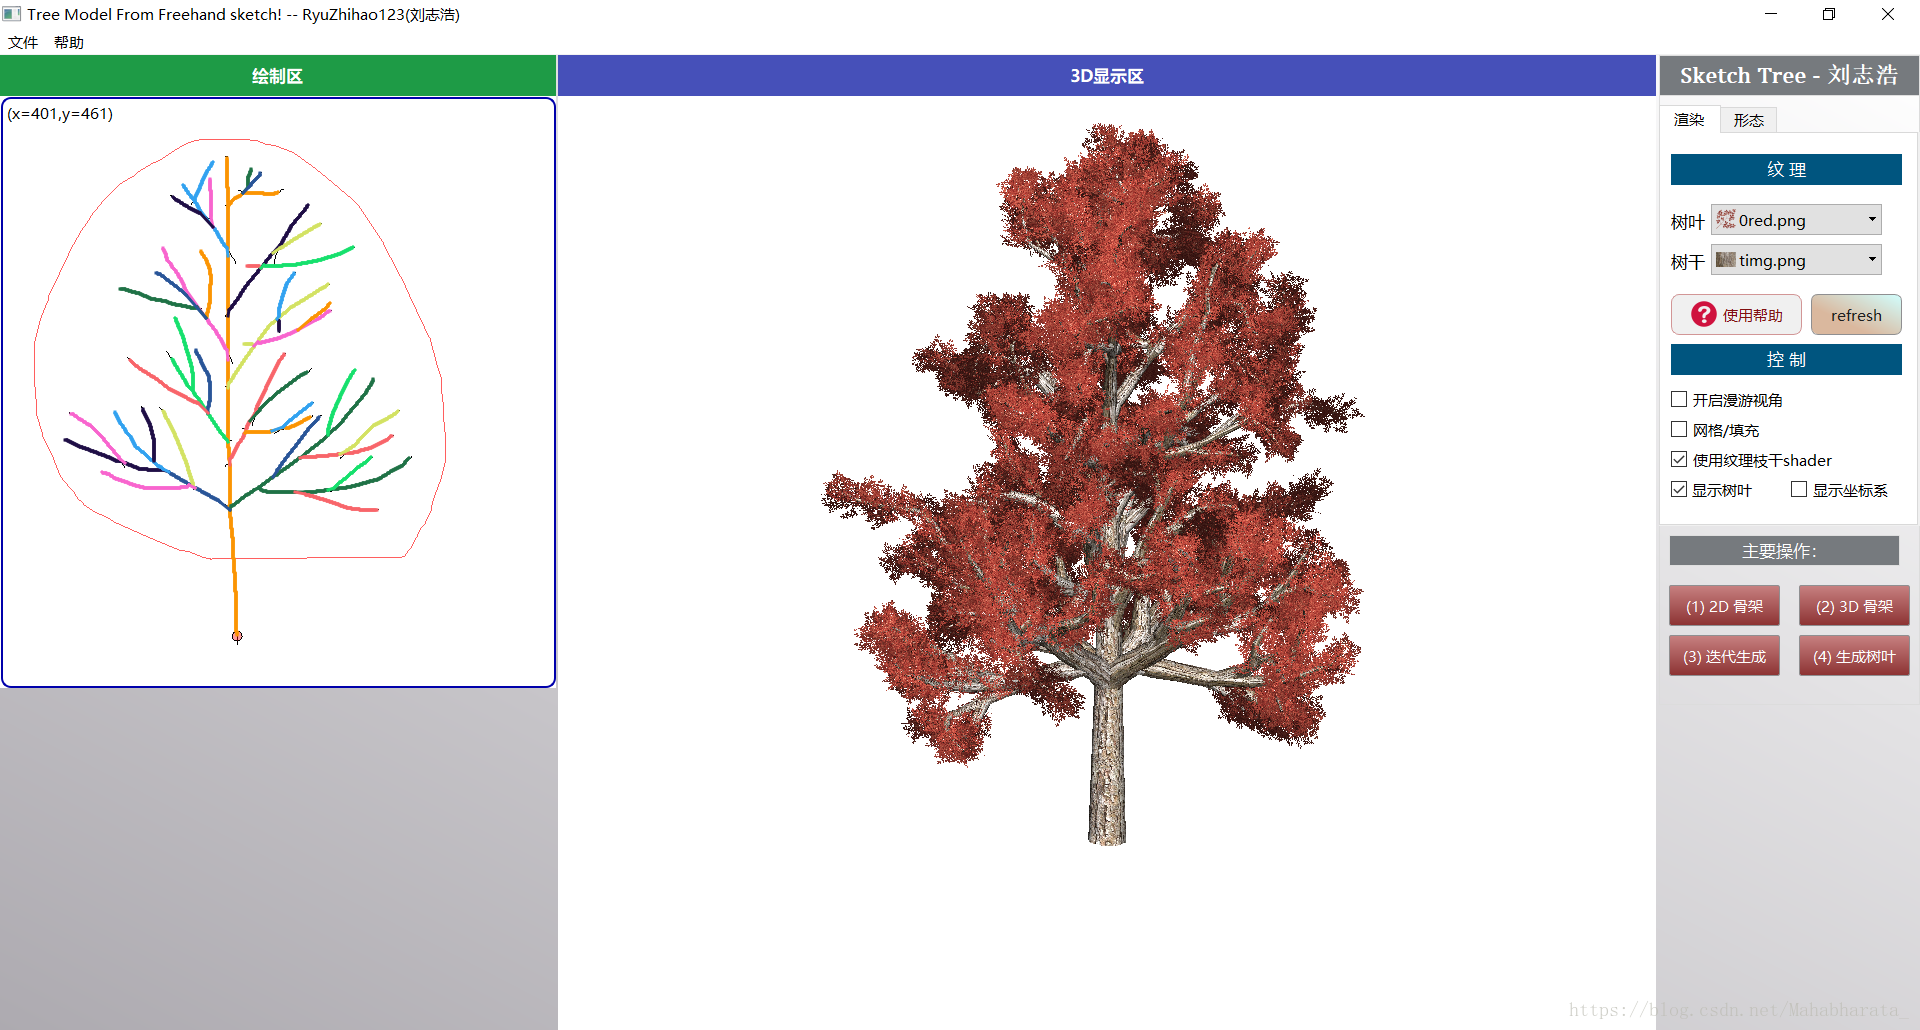 Tree Model From Freehand sketch! -- RyuZhihao123(刘志浩)
文件 帮助
绘制区
3D显示区
Sketch Tree - 刘志浩
(x=401,y=461)
渲染 形态
纹 理
树叶 0red.png
树干 timg.png
? 使用帮助 refresh
控 制
开启漫游视角
网格/填充
使用纹理枝干shader
显示树叶 显示坐标系
主要操作:
(1) 2D 骨架 (2) 3D 骨架
(3) 迭代生成 (4) 生成树叶
https://blog.csdn.net/Mahabharata_